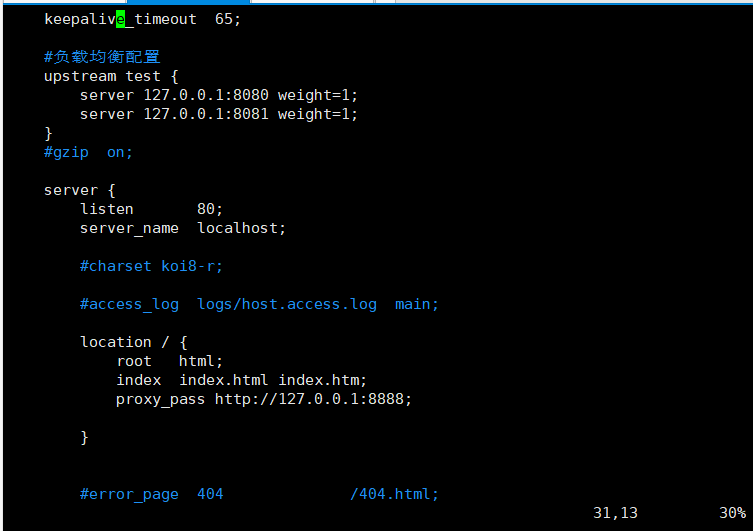 keepalive_timeout  65;
#负载均衡配置
upstream test {
server 127.0.0.1:8080 weight=1;
server 127.0.0.1:8081 weight=1;
}
#gzip  on;
server {
listen       80;
server_name  localhost;
#charset koi8-r;
#access_log  logs/host.access.log  main;
location / {
root   html;
index  index.html index.htm;
proxy_pass http://127.0.0.1:8888;
}
#error_page  404              /404.html;
31,13         30%